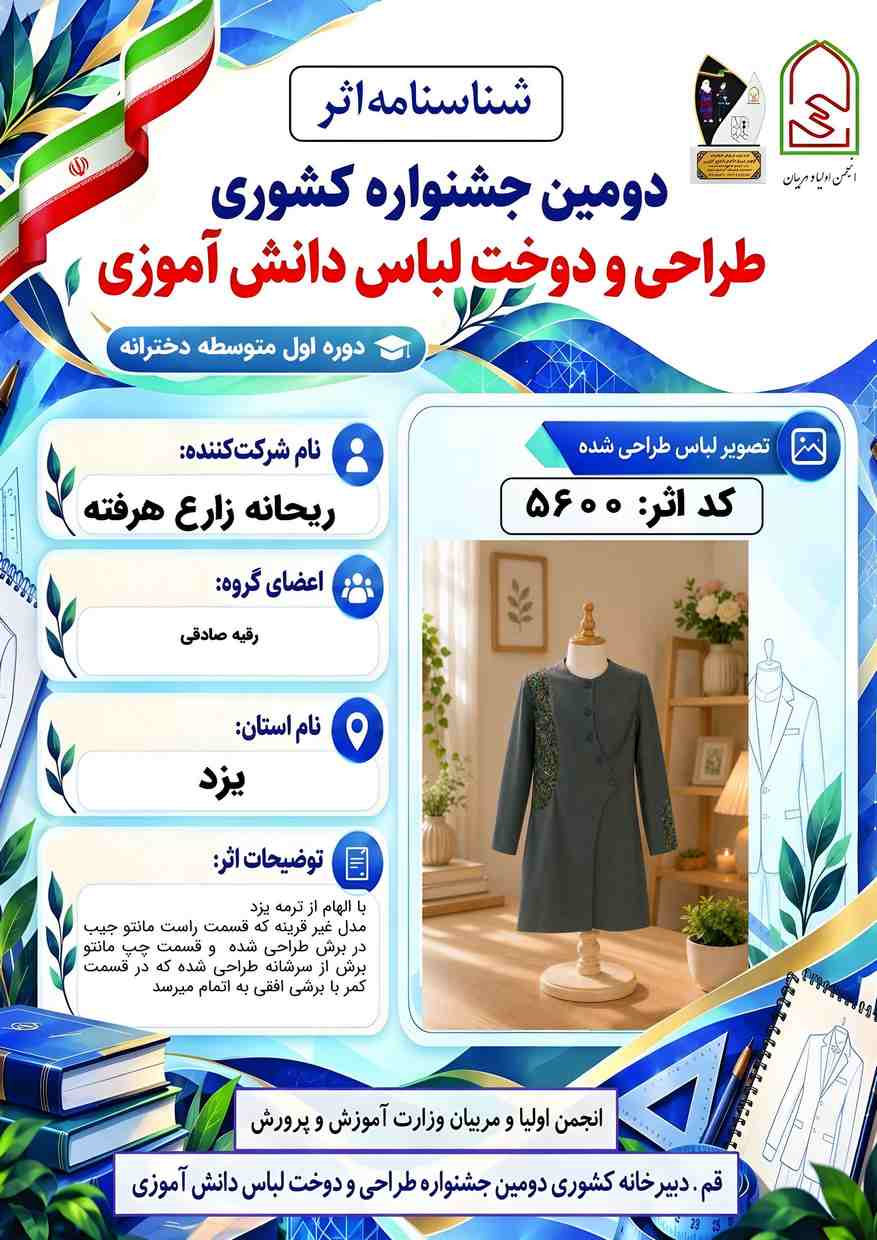 شناسنامه اثر
انجمن اولیا و مربیان
دومین جشنواره کشوری
طراحی و دوخت لباس دانش آموزی
دوره اول متوسطه دخترانه
تصویر لباس طراحی شده
کد اثر: ۵۶۰۰
نام شرکت‌کننده:
ریحانه زارع هرفته
اعضای گروه:
رقیه صادقی
نام استان:
یزد
توضیحات اثر:
با الهام از ترمه یزد
مدل غیر قرینه که قسمت راست مانتو جیب
در برش طراحی شده و قسمت چپ مانتو
برش از سرشانه طراحی شده که در قسمت
کمر با برشی افقی به اتمام میرسد
انجمن اولیا و مربیان وزارت آموزش و پرورش
قم . دبیرخانه کشوری دومین جشنواره طراحی و دوخت لباس دانش آموزی